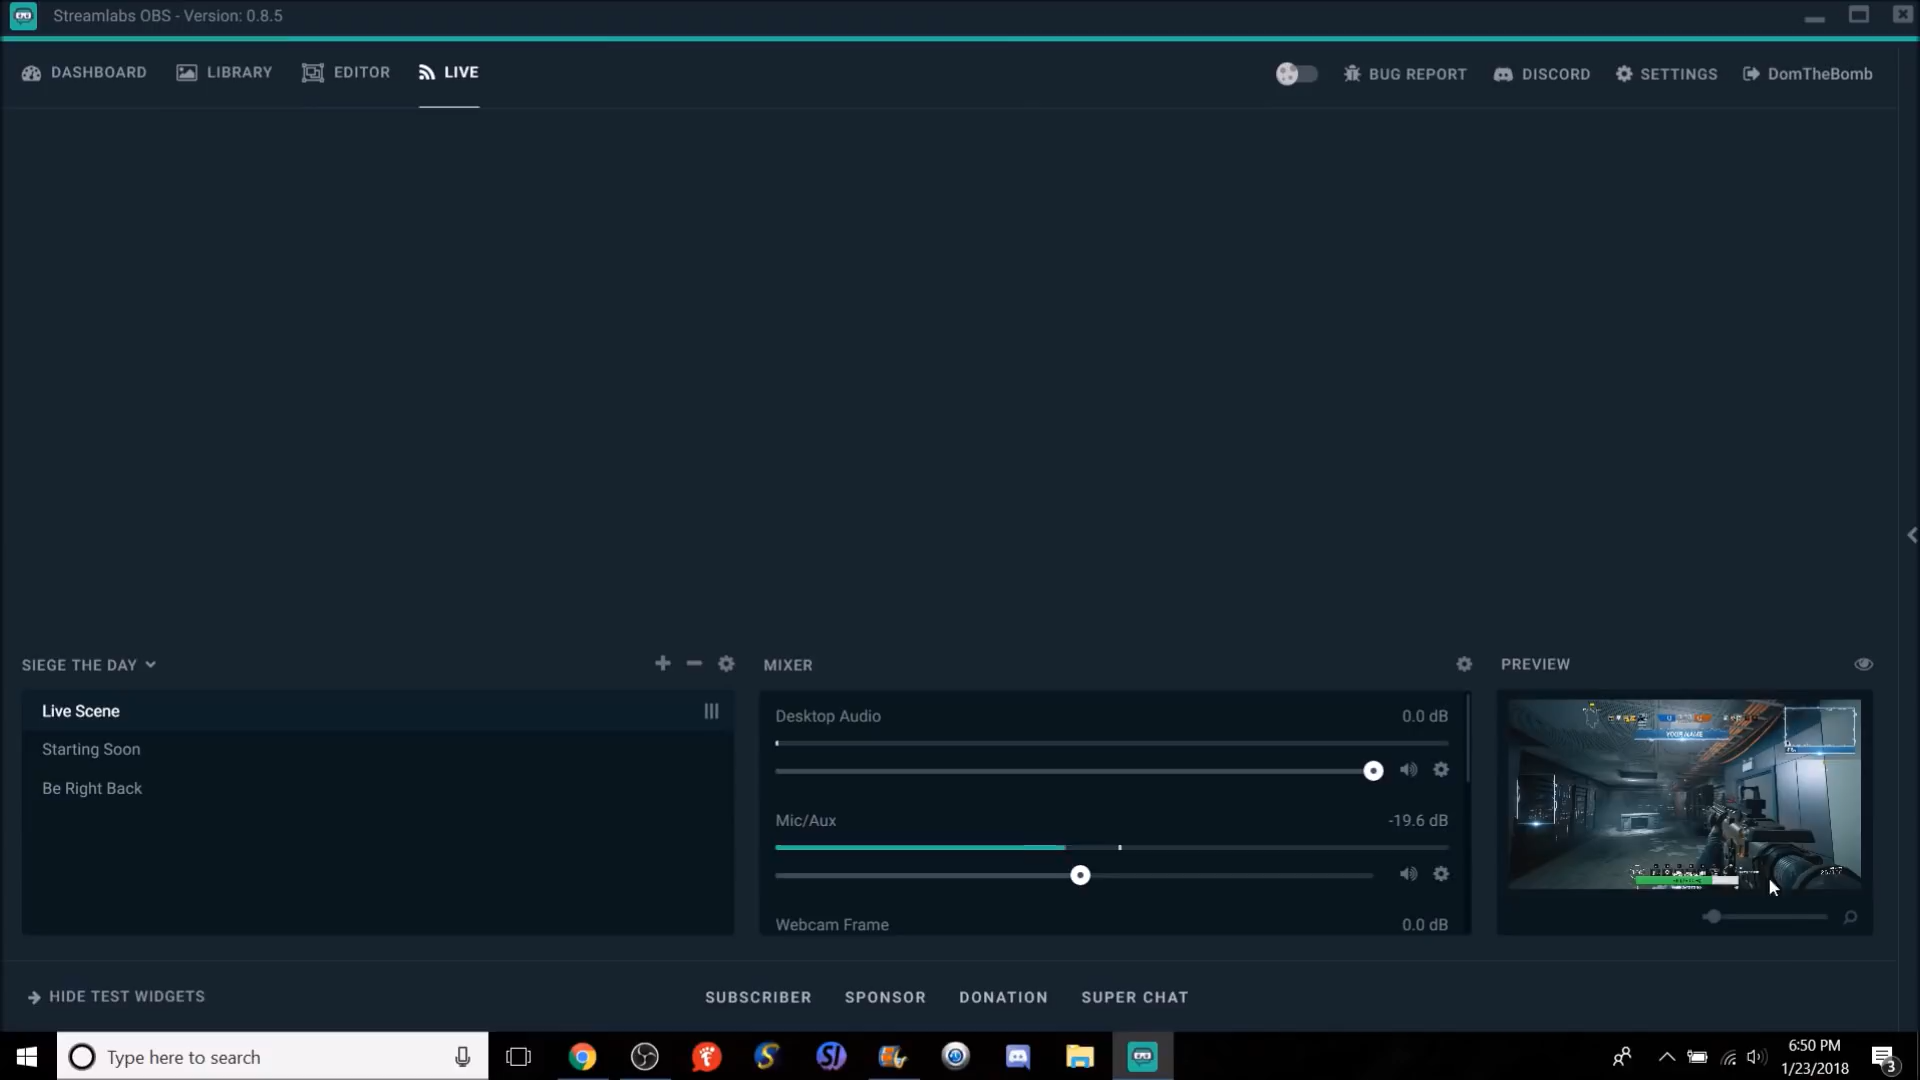 Streamlabs OBS - Version: 0.8.5
DASHBOARD
LIBRARY
EDITOR
LIVE
BUG REPORT
DISCORD
SETTINGS
DomTheBomb
SIEGE THE DAY
Live Scene
Starting Soon
Be Right Back
MIXER
Desktop Audio
0.0 dB
Mic/Aux
-19.6 dB
Webcam Frame
0.0 dB
PREVIEW
YOUR NAME
HIDE TEST WIDGETS
SUBSCRIBER
SPONSOR
DONATION
SUPER CHAT
Type here to search
6:50 PM
1/23/2018
3